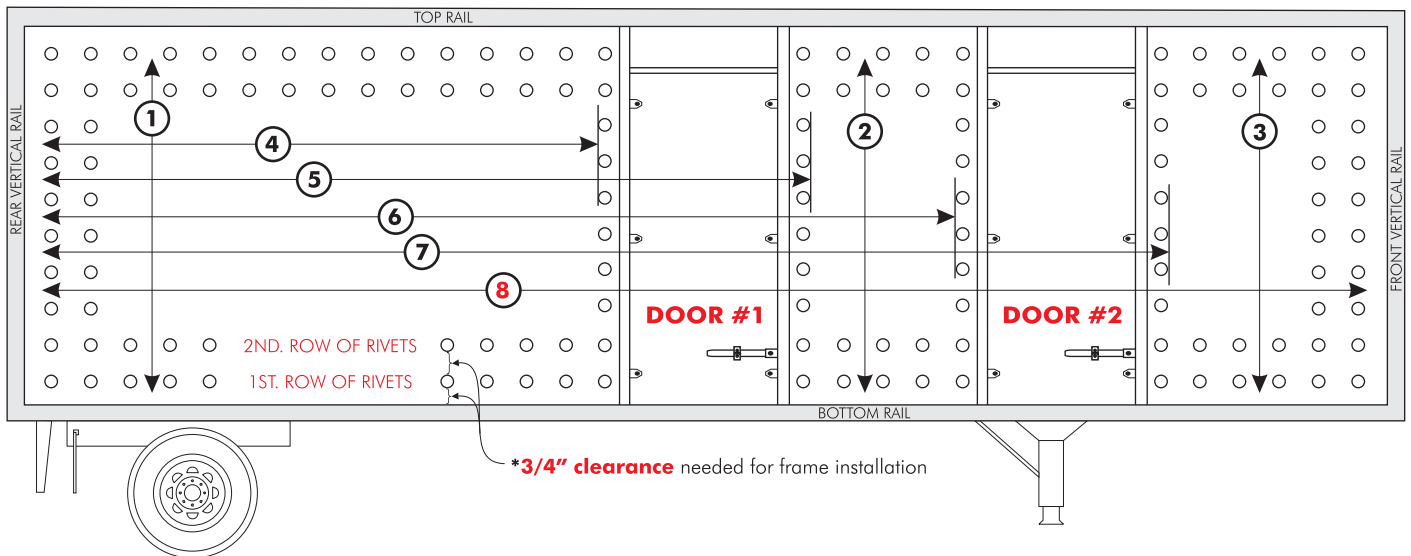 TOP RAIL
REAR VERTICAL RAIL
1
2
3
4
5
6
7
8
FRONT VERTICAL RAIL
DOOR #1
DOOR #2
2ND. ROW OF RIVETS
1ST. ROW OF RIVETS
BOTTOM RAIL
*3/4” clearance needed for frame installation